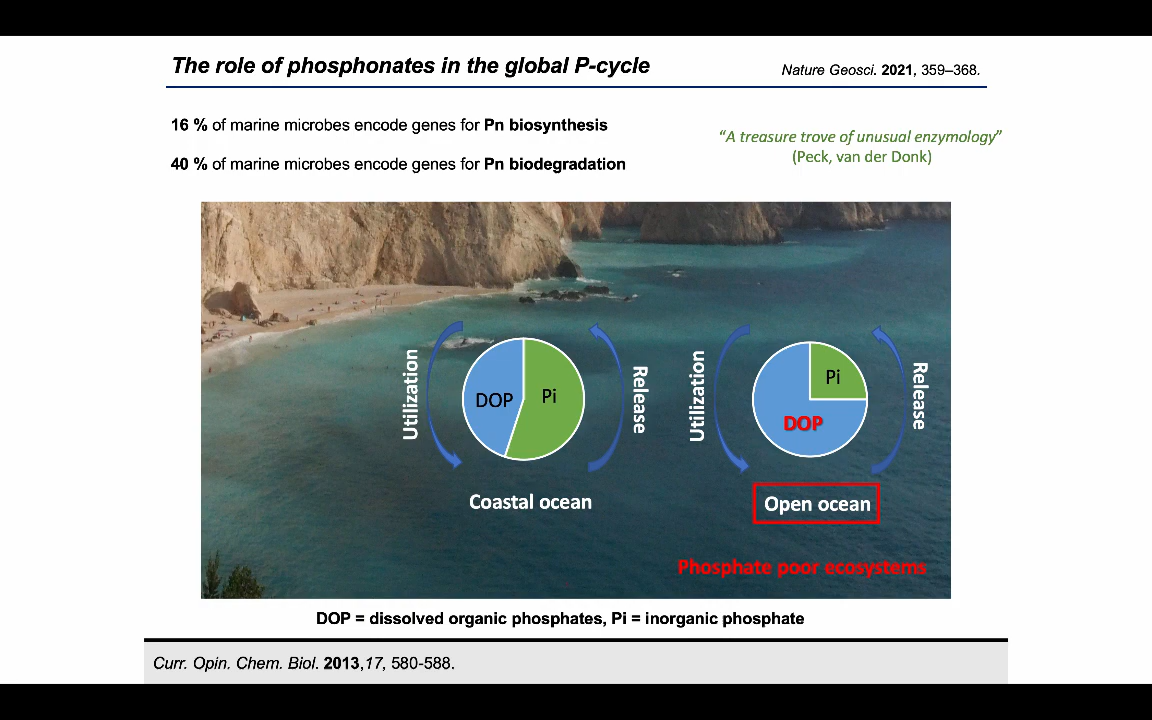 The role of phosphonates in the global P-cycle
Nature Geosci. 2021, 359–368.
16 % of marine microbes encode genes for Pn biosynthesis
40 % of marine microbes encode genes for Pn biodegradation
“A treasure trove of unusual enzymology”
(Peck, van der Donk)
Utilization
DOP
Pi
Release
Coastal ocean
Utilization
Pi
DOP
Release
Open ocean
Phosphate poor ecosystems
DOP = dissolved organic phosphates, Pi = inorganic phosphate
Curr. Opin. Chem. Biol. 2013,17, 580-588.